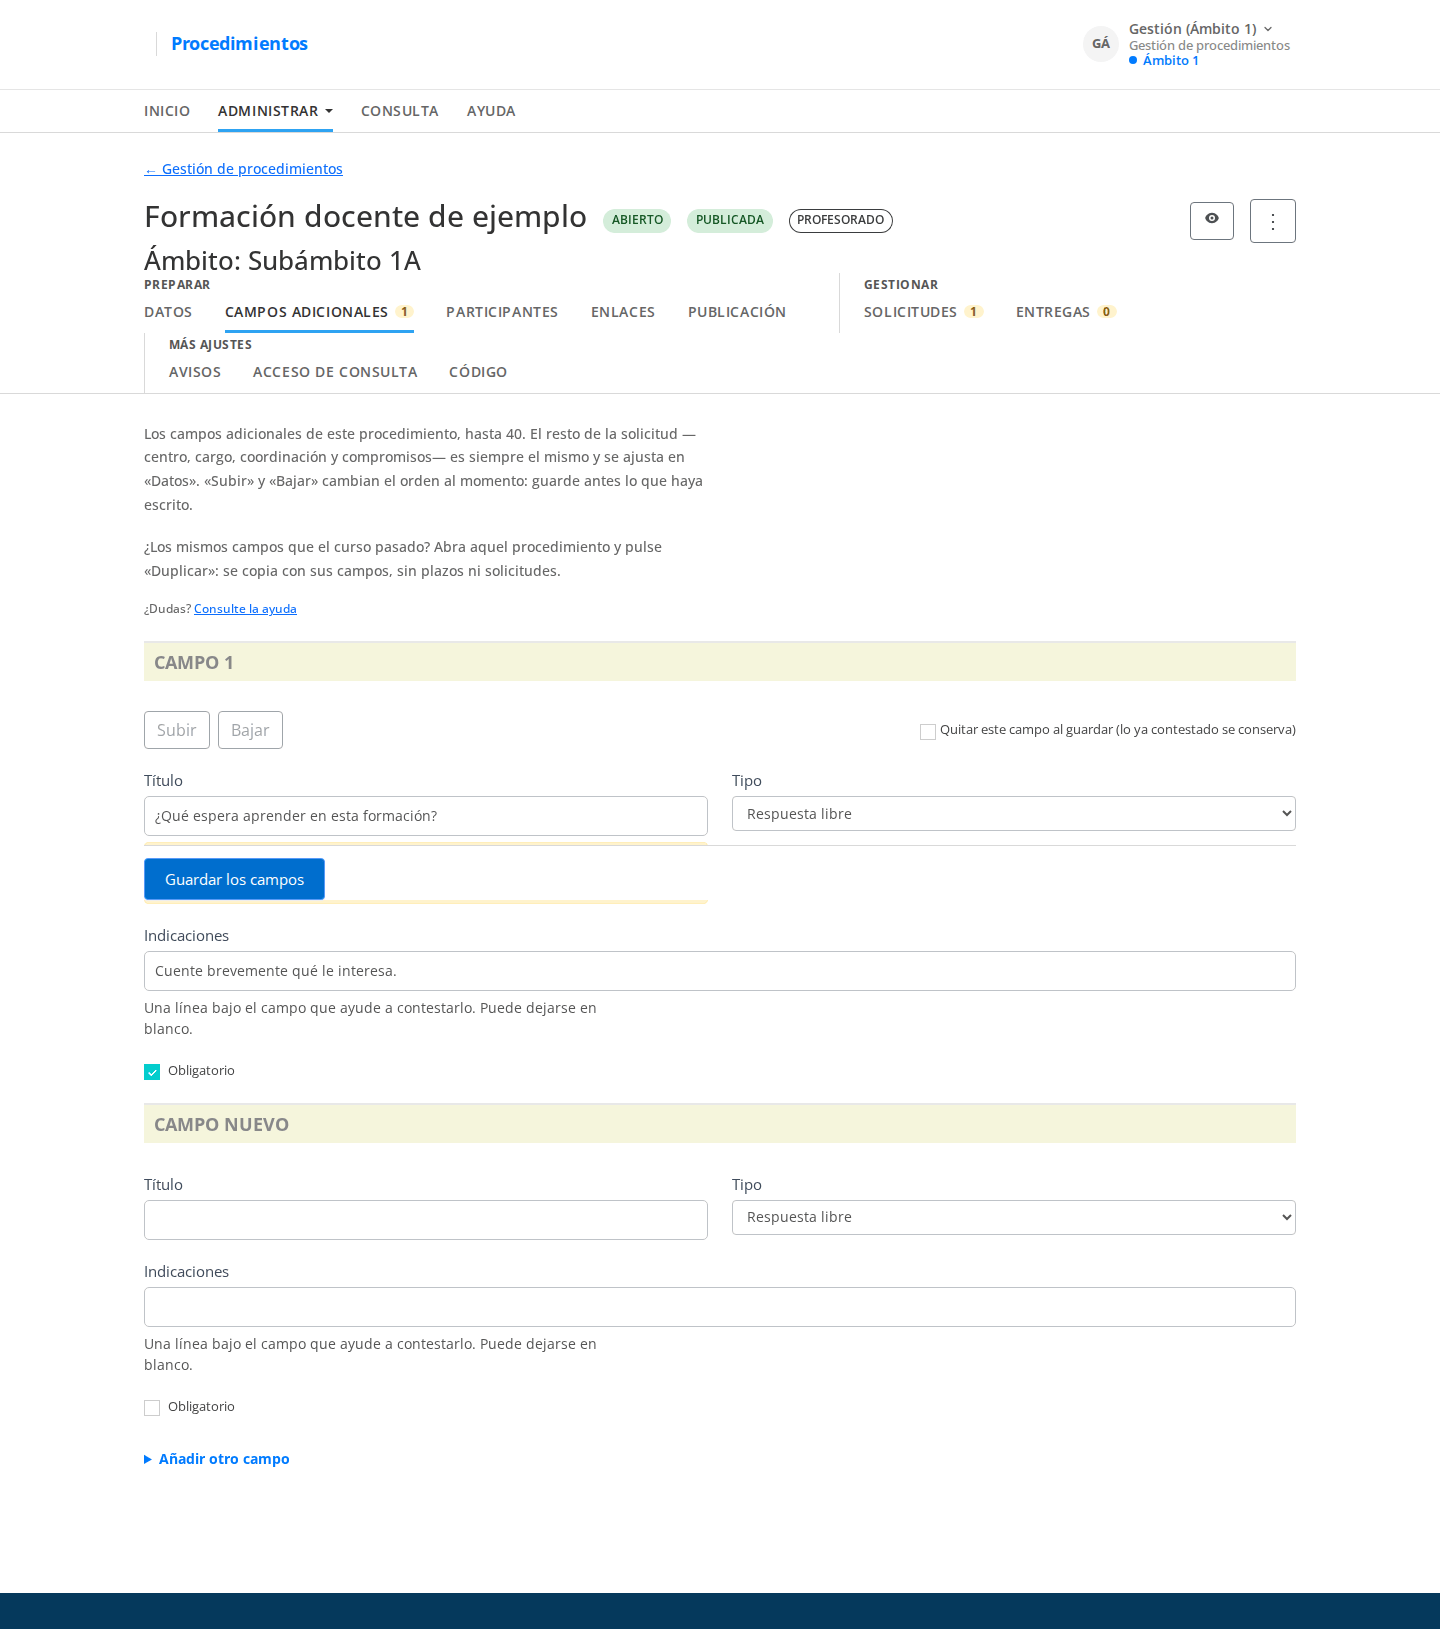 Procedimientos
GÁ
Gestión (Ámbito 1)
Gestión de procedimientos
Ámbito 1
INICIO
ADMINISTRAR
CONSULTA
AYUDA
← Gestión de procedimientos
Formación docente de ejemplo
ABIERTO
PUBLICADA
PROFESORADO
⋮
Ámbito: Subámbito 1A
PREPARAR
DATOS
CAMPOS ADICIONALES 1
PARTICIPANTES
ENLACES
PUBLICACIÓN
GESTIONAR
SOLICITUDES 1
ENTREGAS 0
MÁS AJUSTES
AVISOS
ACCESO DE CONSULTA
CÓDIGO
Los campos adicionales de este procedimiento, hasta 40. El resto de la solicitud —
centro, cargo, coordinación y compromisos— es siempre el mismo y se ajusta en
«Datos». «Subir» y «Bajar» cambian el orden al momento: guarde antes lo que haya
escrito.
¿Los mismos campos que el curso pasado? Abra aquel procedimiento y pulse
«Duplicar»: se copia con sus campos, sin plazos ni solicitudes.
¿Dudas? Consulte la ayuda
CAMPO 1
Subir
Bajar
Quitar este campo al guardar (lo ya contestado se conserva)
Título
Tipo
¿Qué espera aprender en esta formación?
Respuesta libre
Guardar los campos
Indicaciones
Cuente brevemente qué le interesa.
Una línea bajo el campo que ayude a contestarlo. Puede dejarse en
blanco.
Obligatorio
CAMPO NUEVO
Título
Tipo
Respuesta libre
Indicaciones
Una línea bajo el campo que ayude a contestarlo. Puede dejarse en
blanco.
Obligatorio
Añadir otro campo